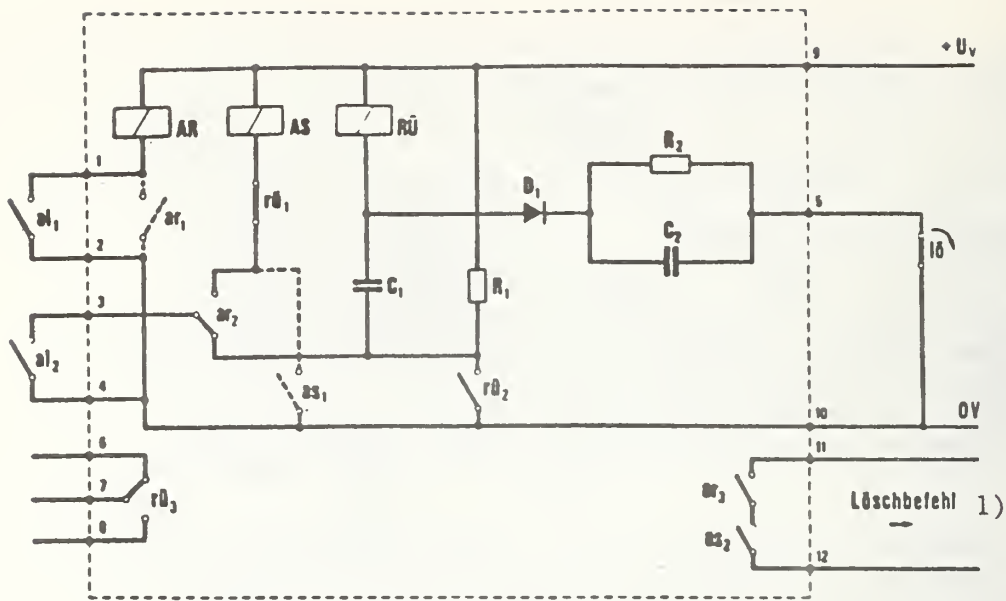 9
+ Uv
AR
AS
RÜ
R2
1
rü1
D1
5
al1
ar1
lö
2
C2
C1
R1
3
ar2
al2
as1
rü2
4
10
0V
6
11
7
rü3
ar3
Löschbefehl 1)
8
as2
12